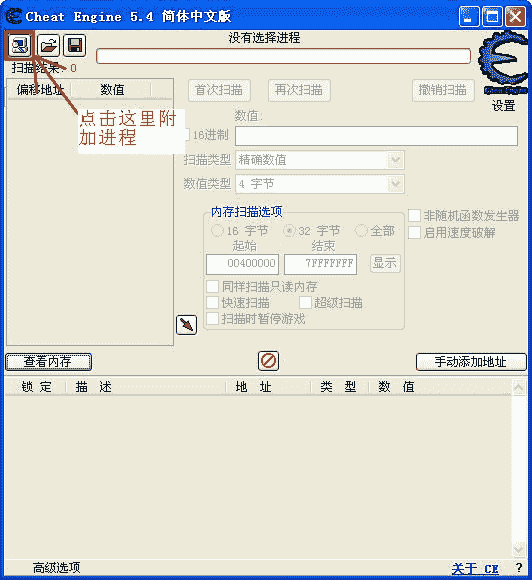 Cheat Engine 5.4 简体中文版
没有选择进程
扫描结果: 0
偏移地址 数值
点击这里附
加进程
首次扫描 再次扫描 撤销扫描
Cheat Engine
设置
数值:
16进制
扫描类型 精确数值
数值类型 4 字节
内存扫描选项
16 字节 32 字节 全部
起始 结束
00400000 7FFFFFFF 显示
同样扫描只读内存
快速扫描 超级扫描
扫描时暂停游戏
非随机函数发生器
启用速度破解
查看内存 手动添加地址
锁定 描述 地址 类型 数值
高级选项 关于 CE ?